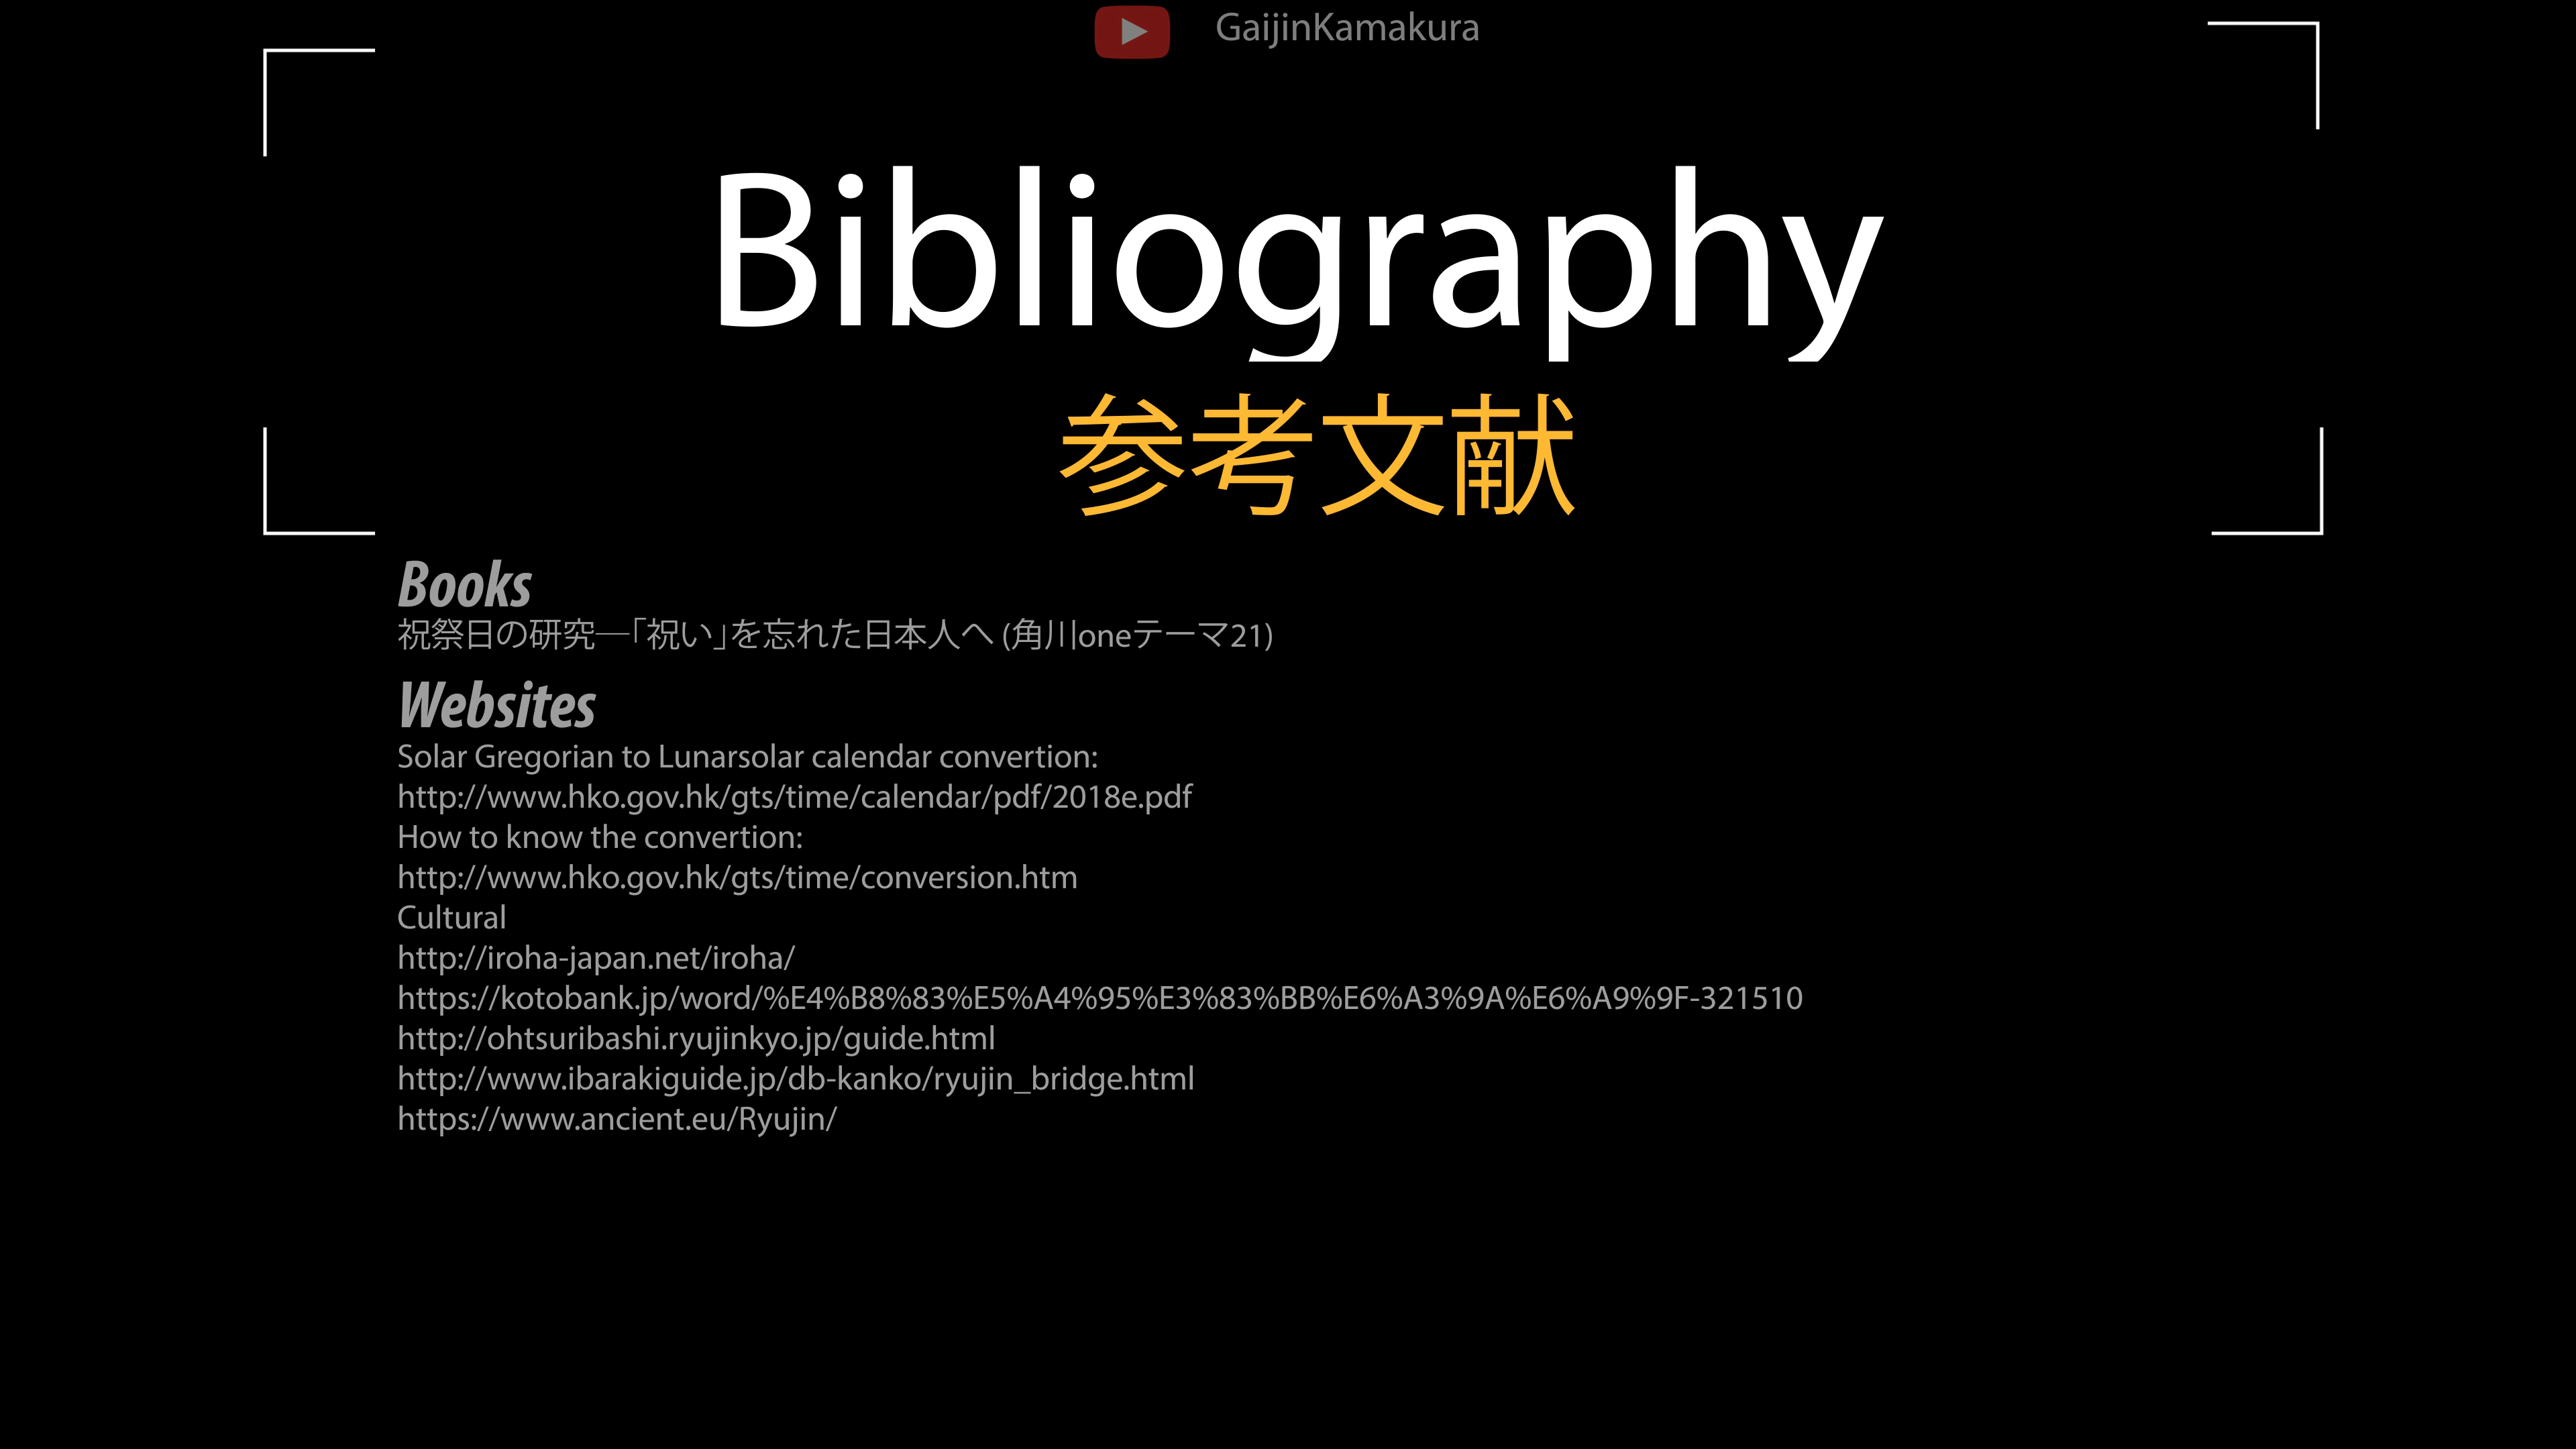 GaijinKamakura
Bibliography
参考文献
Books
祝祭日の研究―「祝い」を忘れた日本人へ (角川oneテーマ21)
Websites
Solar Gregorian to Lunarsolar calendar convertion:
http://www.hko.gov.hk/gts/time/calendar/pdf/2018e.pdf
How to know the convertion:
http://www.hko.gov.hk/gts/time/conversion.htm
Cultural
http://iroha-japan.net/iroha/
https://kotobank.jp/word/%E4%B8%83%E5%A4%95%E3%83%BB%E6%A3%9A%E6%A9%9F-321510
http://ohtsuribashi.ryujinkyo.jp/guide.html
http://www.ibarakiguide.jp/db-kanko/ryujin_bridge.html
https://www.ancient.eu/Ryujin/